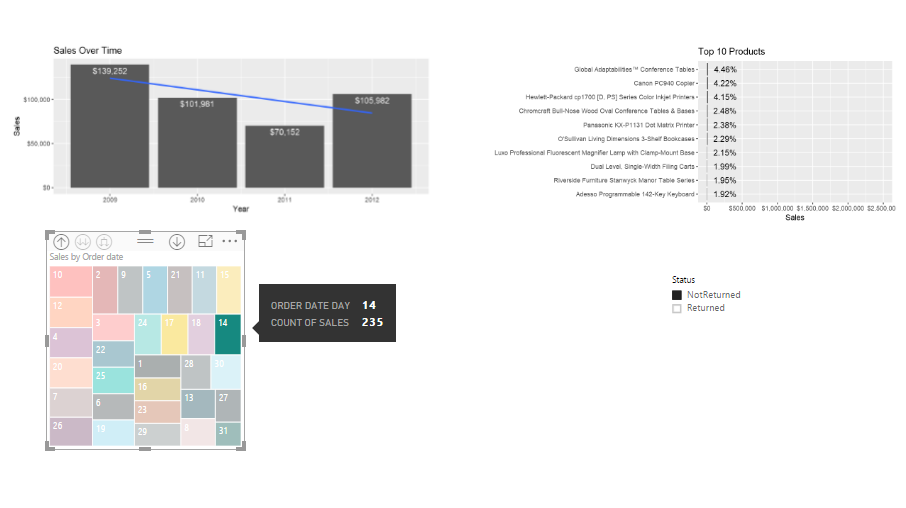 Sales Over Time
$139,252
$101,981
$70,152
$105,982
$100,000
$50,000
$0
Sales
2009
2010
2011
2012
Year
Top 10 Products
Global Adaptabilities™ Conference Tables
4.46%
Canon PC940 Copier
4.22%
Hewlett-Packard cp1700 [D, PS] Series Color Inkjet Printers
4.15%
Chromcraft Bull-Nose Wood Oval Conference Tables & Bases
2.48%
Panasonic KX-P1131 Dot Matrix Printer
2.38%
O'Sullivan Living Dimensions 3-Shelf Bookcases
2.29%
Luxo Professional Fluorescent Magnifier Lamp with Clamp-Mount Base
2.15%
Dual Level, Single-Width Filing Carts
1.99%
Riverside Furniture Stanwyck Manor Table Series
1.95%
Adesso Programmable 142-Key Keyboard
1.92%
$0
$500,000
$1,000,000
$1,500,000
$2,000,000
$2,500,00
Sales
Sales by Order date
10
2
9
5
21
11
15
12
3
24
17
18
14
4
22
1
28
30
20
25
16
7
6
23
13
27
26
19
29
8
31
ORDER DATE DAY 14
COUNT OF SALES 235
Status
NotReturned
Returned